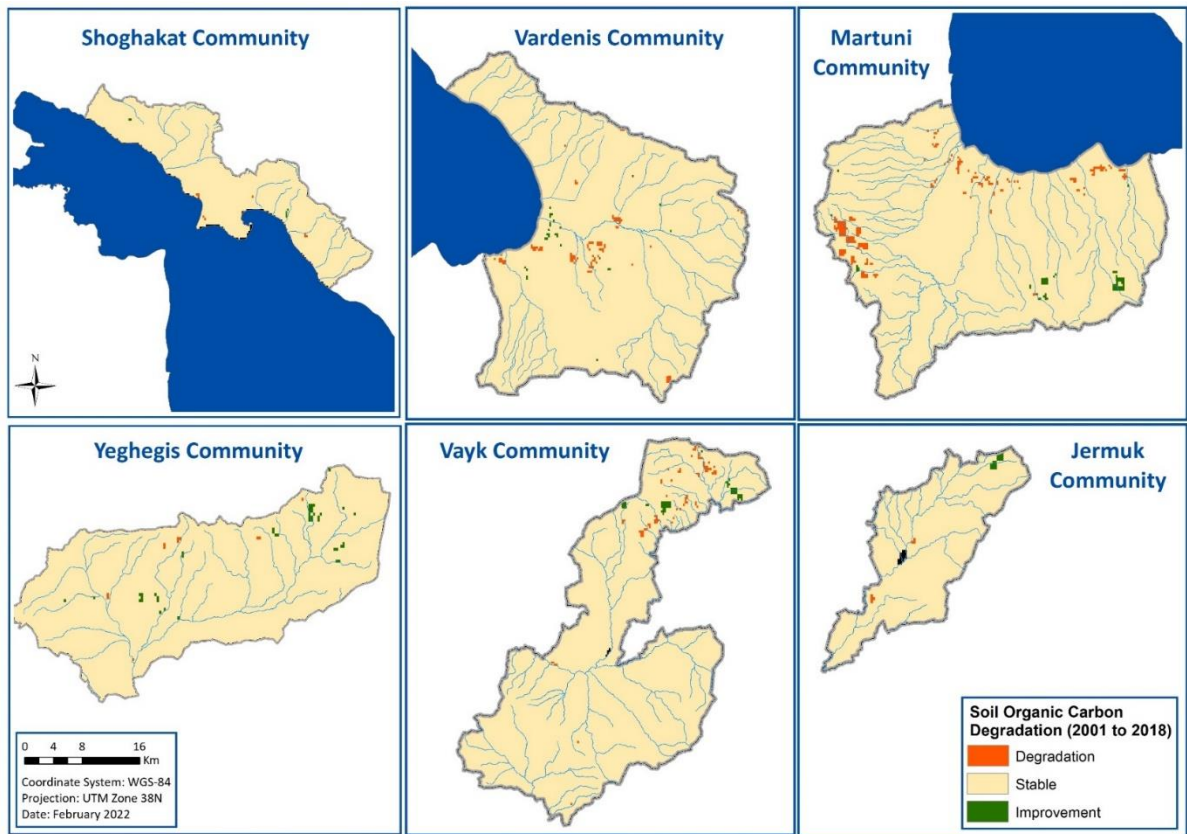 Shoghakat Community
Vardenis Community
Martuni
Community
N
Yeghegis Community
Vayk Community
Jermuk
Community
0 4 8 16
Km
Coordinate System: WGS-84
Projection: UTM Zone 38N
Date: February 2022
Soil Organic Carbon
Degradation (2001 to 2018)
Degradation
Stable
Improvement